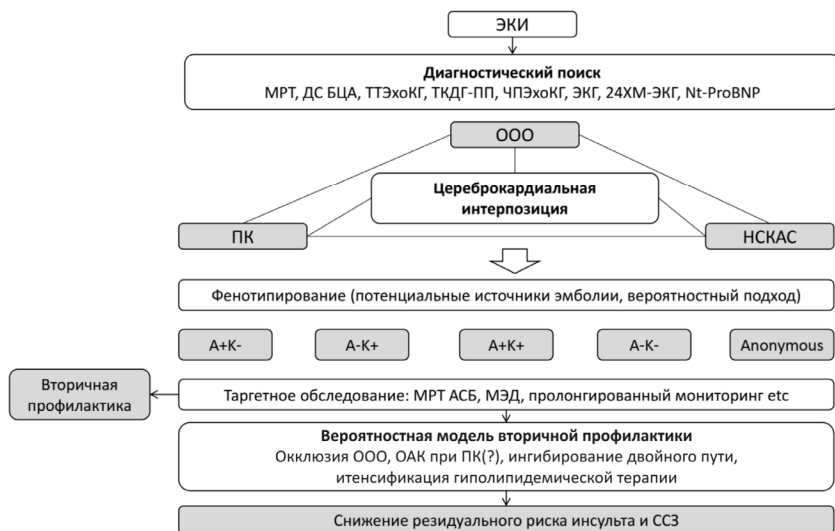 ЭКИ
Диагностический поиск
МРТ, ДС БЦА, ТТЭхоКГ, ТКДГ-ПП, ЧПЭхоКГ, ЭКГ, 24ХМ-ЭКГ, Nt-ProBNP
ООО
Цереброкардиальная
интерпозиция
ПК
НСКАС
Фенотипирование (потенциальные источники эмболии, вероятностный подход)
А+К-
А-К+
А+К+
А-К-
Anonymous
Вторичная
профилактика
Таргетное обследование: МРТ АСБ, МЭД, пролонгированный мониторинг etc
Вероятностная модель вторичной профилактики
Окклюзия ООО, ОАК при ПК(?), ингибирование двойного пути,
итенсификация гиполипидемической терапии
Снижение резидуального риска инсульта и ССЗ